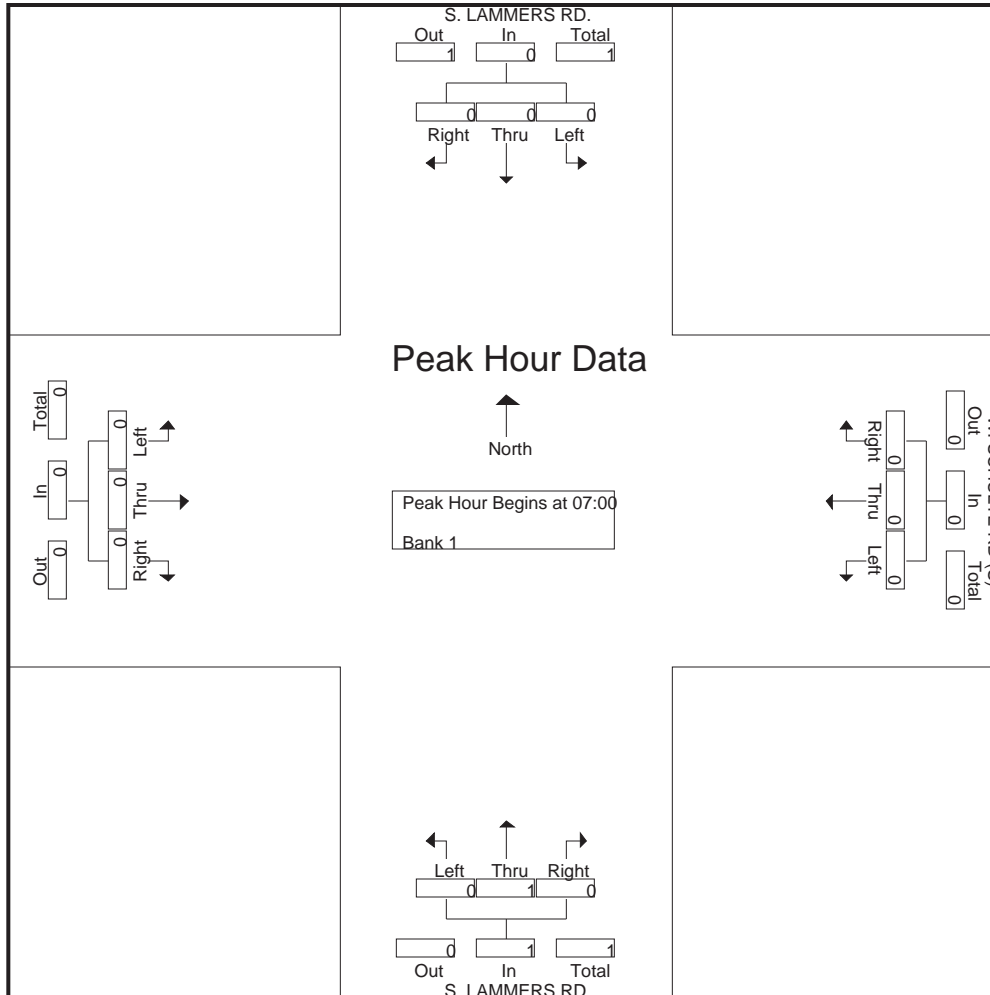 S. LAMMERS RD.
Out In Total
1 0 1
0 0 0
Right Thru Left
Peak Hour Data
North
Peak Hour Begins at 07:00
Bank 1
Total In Out
0 0 0
0 0 0
Left Thru Right
Out In Total
0 0 0
0 0 0
Right Thru Left
Left Thru Right
0 1 0
0 1 1
Out In Total
S. LAMMERS RD